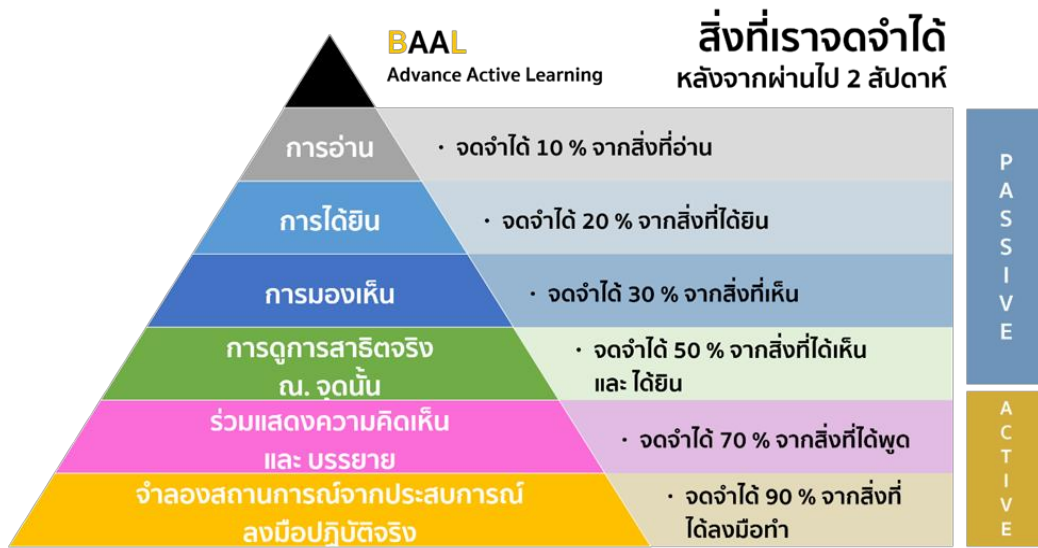 BAAL
Advance Active Learning
สิ่งที่เราจดจำได้
หลังจากผ่านไป 2 สัปดาห์
การอ่าน
· จดจำได้ 10 % จากสิ่งที่อ่าน
การได้ยิน
· จดจำได้ 20 % จากสิ่งที่ได้ยิน
การมองเห็น
· จดจำได้ 30 % จากสิ่งที่เห็น
การดูการสาธิตจริง
ณ. จุดนั้น
· จดจำได้ 50 % จากสิ่งที่ได้เห็น
และ ได้ยิน
ร่วมแสดงความคิดเห็น
และ บรรยาย
· จดจำได้ 70 % จากสิ่งที่ได้พูด
จำลองสถานการณ์จากประสบการณ์
ลงมือปฏิบัติจริง
· จดจำได้ 90 % จากสิ่งที่
ได้ลงมือทำ
PASSIVE
ACTIVE